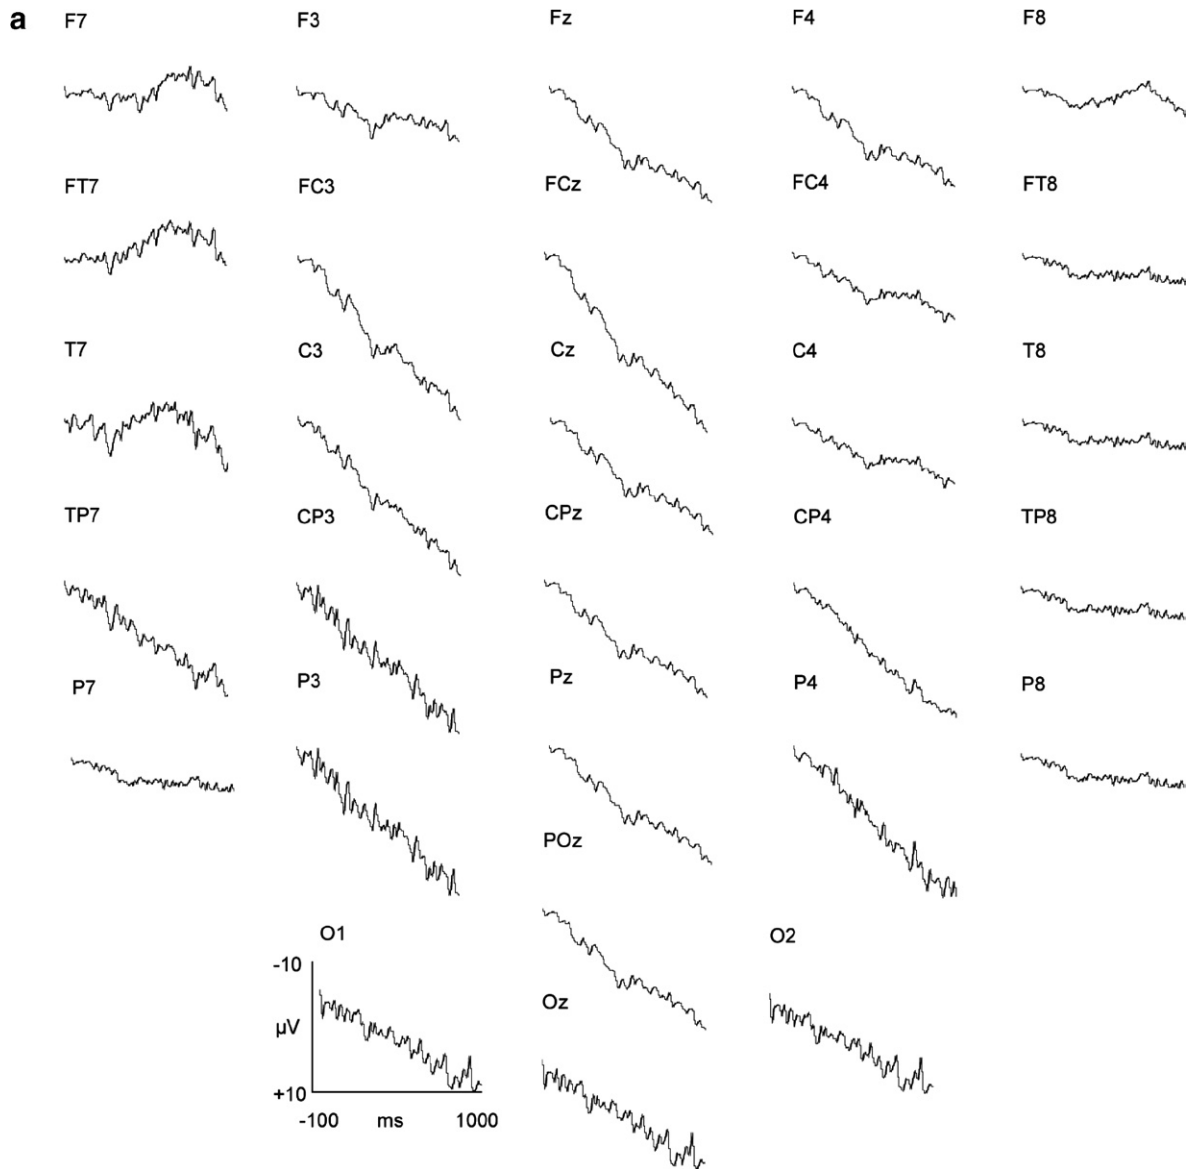 a F7 F3 Fz F4 F8
FT7 FC3 FCz FC4 FT8
T7 C3 Cz C4 T8
TP7 CP3 CPz CP4 TP8
P7 P3 Pz P4 P8
POz
O1 O2
-10
Oz
µV
+10
-100 ms 1000